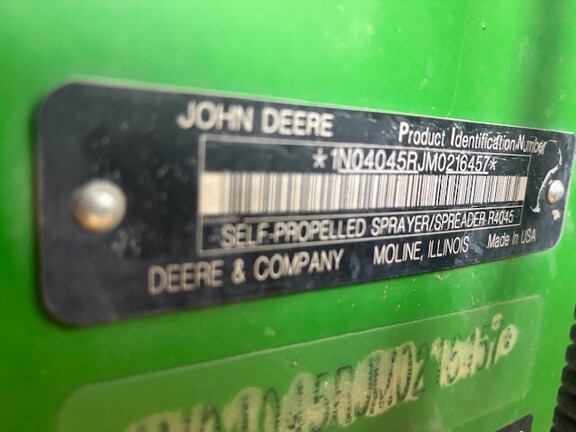 JOHN DEERE
Product Identification Number
*1N04045RJM0216457*
SELF-PROPELLED SPRAYER/SPREADER R4045
DEERE & COMPANY MOLINE, ILLINOIS Made in USA